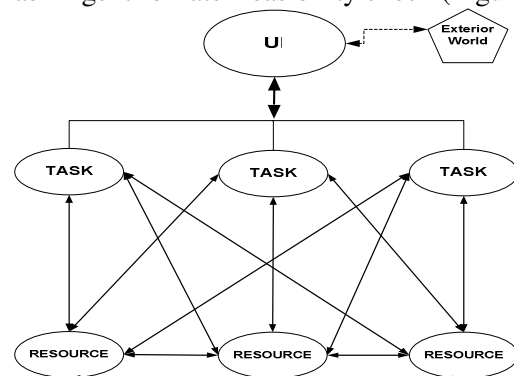 UI
Exterior
World
TASK
TASK
TASK
RESOURCE
RESOURCE
RESOURCE